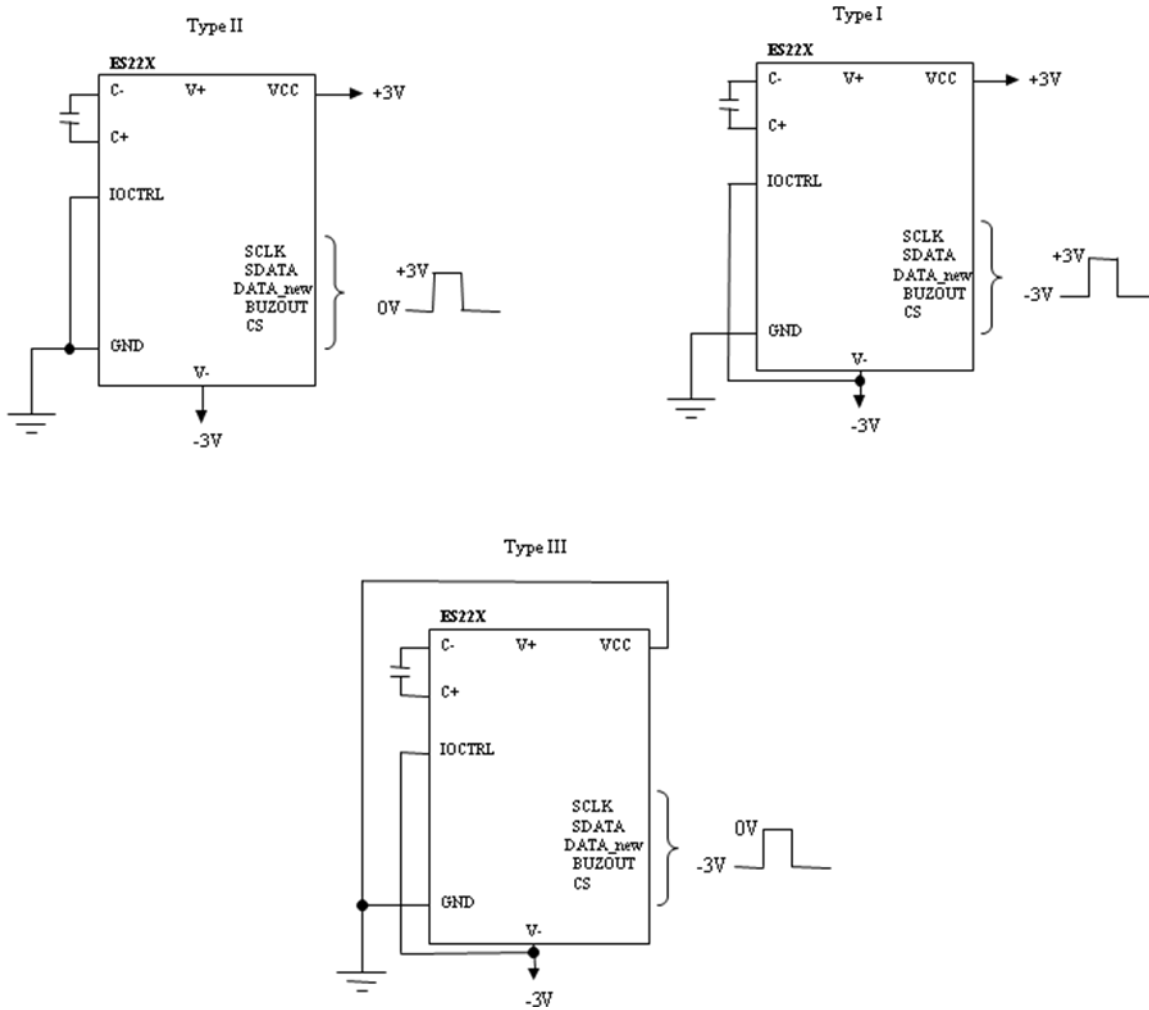 Type II
ES22X
C- V+ VCC
+3V
C+
IOCTRL
SCLK
SDATA
DATA_new
BUZOUT
CS
+3V
0V
GND
V-
-3V
Type I
ES22X
C- V+ VCC
+3V
C+
IOCTRL
SCLK
SDATA
DATA_new
BUZOUT
CS
+3V
-3V
GND
V-
-3V
Type III
ES22X
C- V+ VCC
C+
IOCTRL
SCLK
SDATA
DATA_new
BUZOUT
CS
0V
-3V
GND
V-
-3V